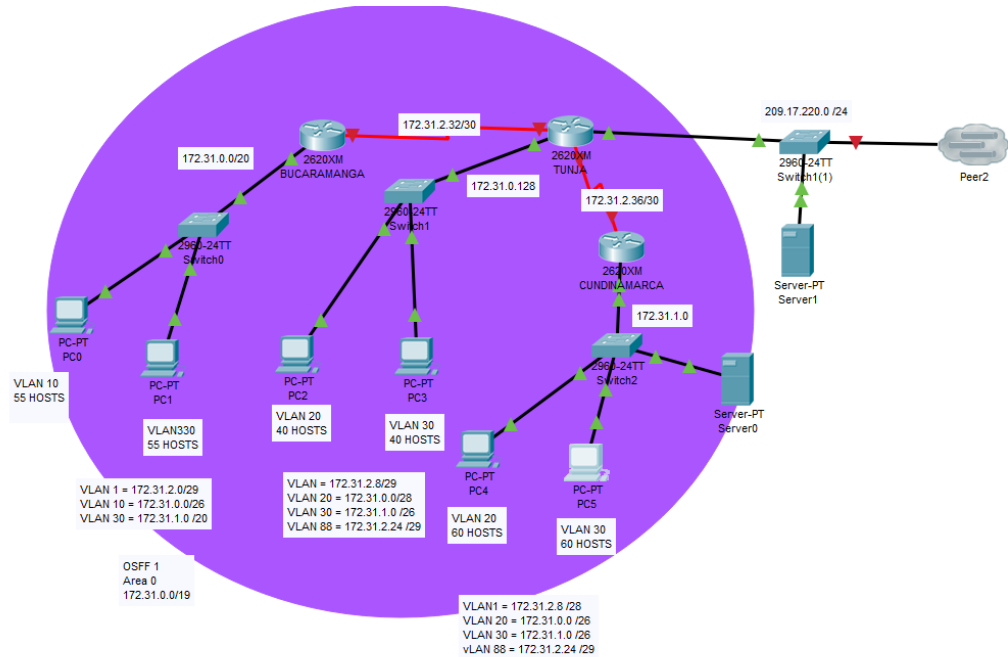 209.17.220.0 /24
172.31.2.32/30
2620XM
BUCARAMANGA
2620XM
TUNJA
2960-24TT
Switch1(1)
Peer2
172.31.0.0/20
172.31.0.128
2960-24TT
Switch1
172.31.2.36/30
2960-24TT
Switch0
2620XM
CUNDINAMARCA
Server-PT
Server1
172.31.1.0
PC-PT
PC0
PC-PT
PC1
PC-PT
PC2
PC-PT
PC3
2960-24TT
Switch2
Server-PT
Server0
VLAN 10
55 HOSTS
VLAN330
55 HOSTS
VLAN 20
40 HOSTS
VLAN 30
40 HOSTS
PC-PT
PC4
PC-PT
PC5
VLAN 20
60 HOSTS
VLAN 30
60 HOSTS
VLAN 1 = 172.31.2.0/29
VLAN 10 = 172.31.0.0/26
VLAN 30 = 172.31.1.0 /20
VLAN = 172.31.2.8/29
VLAN 20 = 172.31.0.0/28
VLAN 30 = 172.31.1.0 /26
VLAN 88 = 172.31.2.24 /29
OSFF 1
Area 0
172.31.0.0/19
VLAN1 = 172.31.2.8 /28
VLAN 20 = 172.31.0.0 /26
VLAN 30 = 172.31.1.0 /26
vLAN 88 = 172.31.2.24 /29